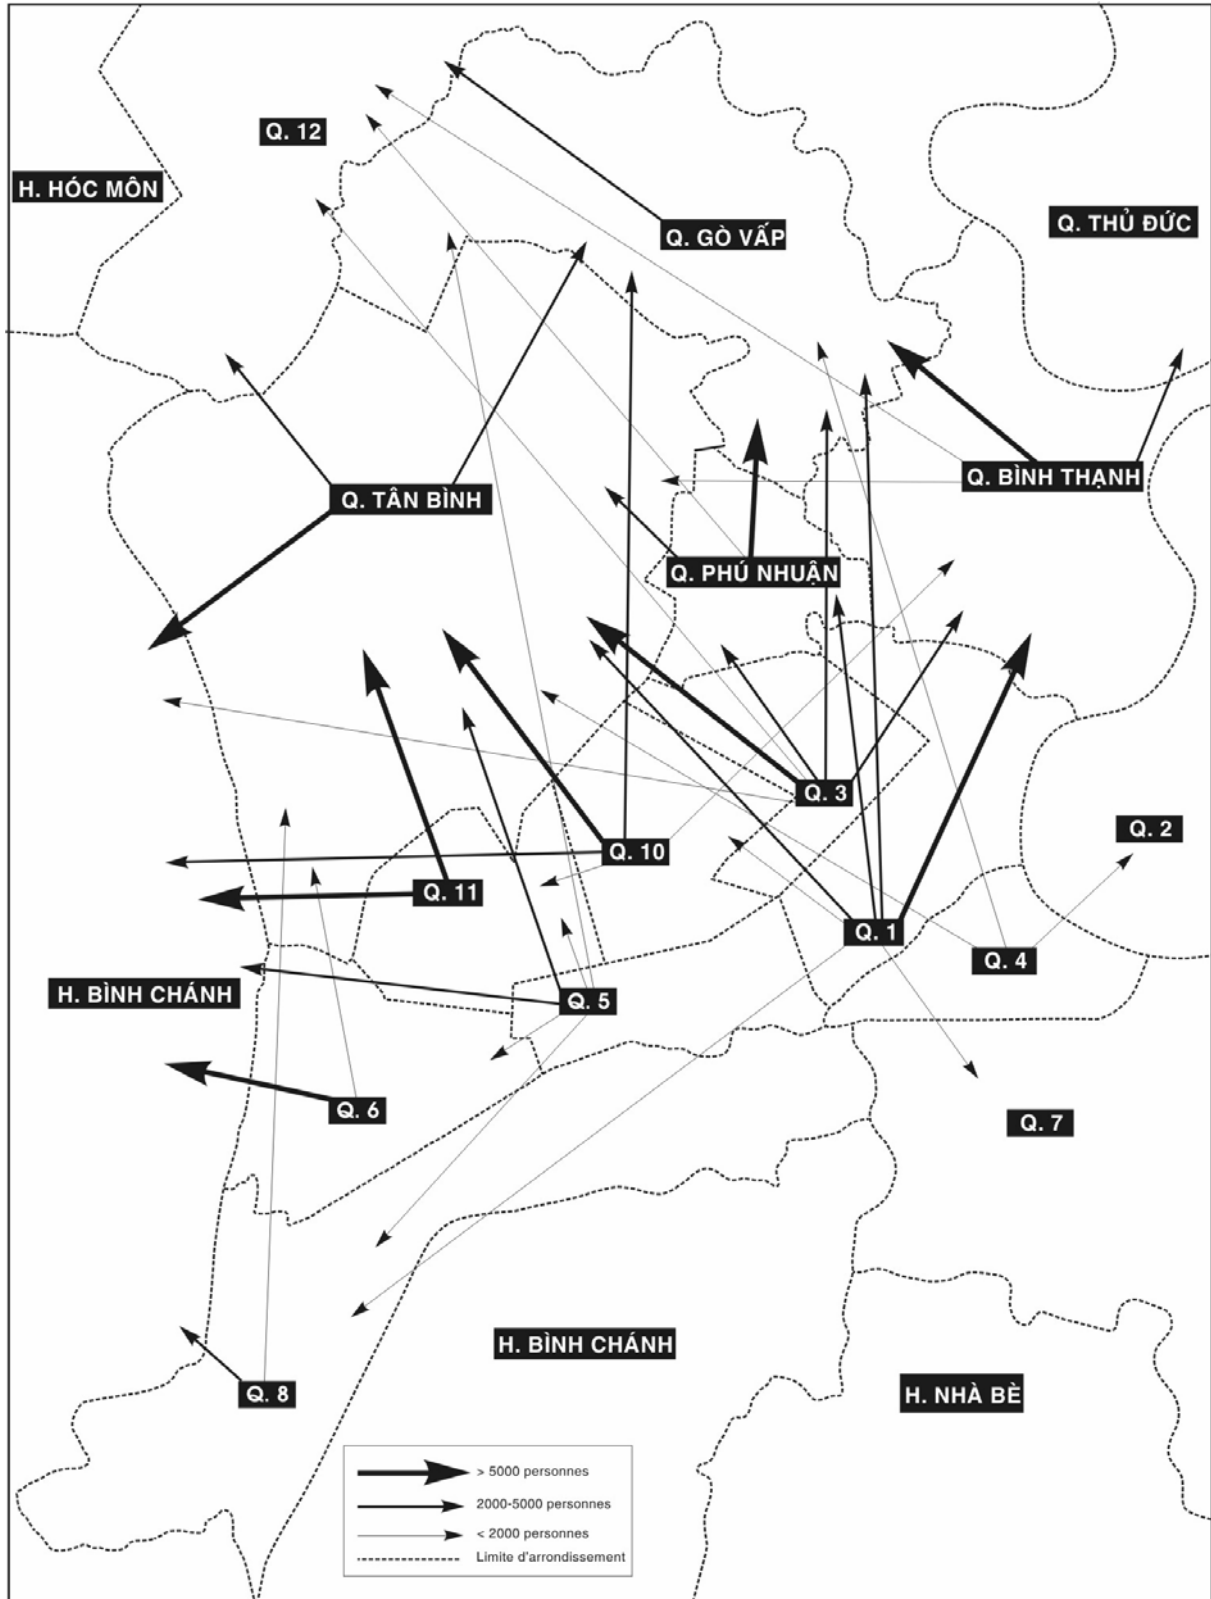 Q. 12
H. HÓC MÔN
Q. THỦ ĐỨC
Q. GÒ VẤP
Q. BÌNH THẠNH
Q. TÂN BÌNH
Q. PHÚ NHUẬN
Q. 3
Q. 2
Q. 10
Q. 11
Q. 1
Q. 4
H. BÌNH CHÁNH
Q. 5
Q. 6
Q. 7
H. BÌNH CHÁNH
Q. 8
H. NHÀ BÈ
> 5000 personnes
2000-5000 personnes
< 2000 personnes
Limite d'arrondissement